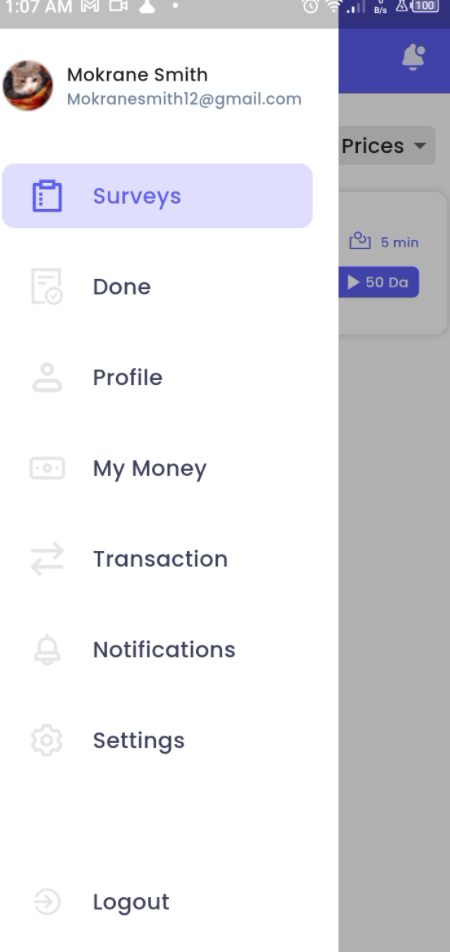 1:07 AM
0
B/s
100
Mokrane Smith
Mokranesmith12@gmail.com
Prices
Surveys
5 min
50 Da
Done
Profile
My Money
Transaction
Notifications
Settings
Logout